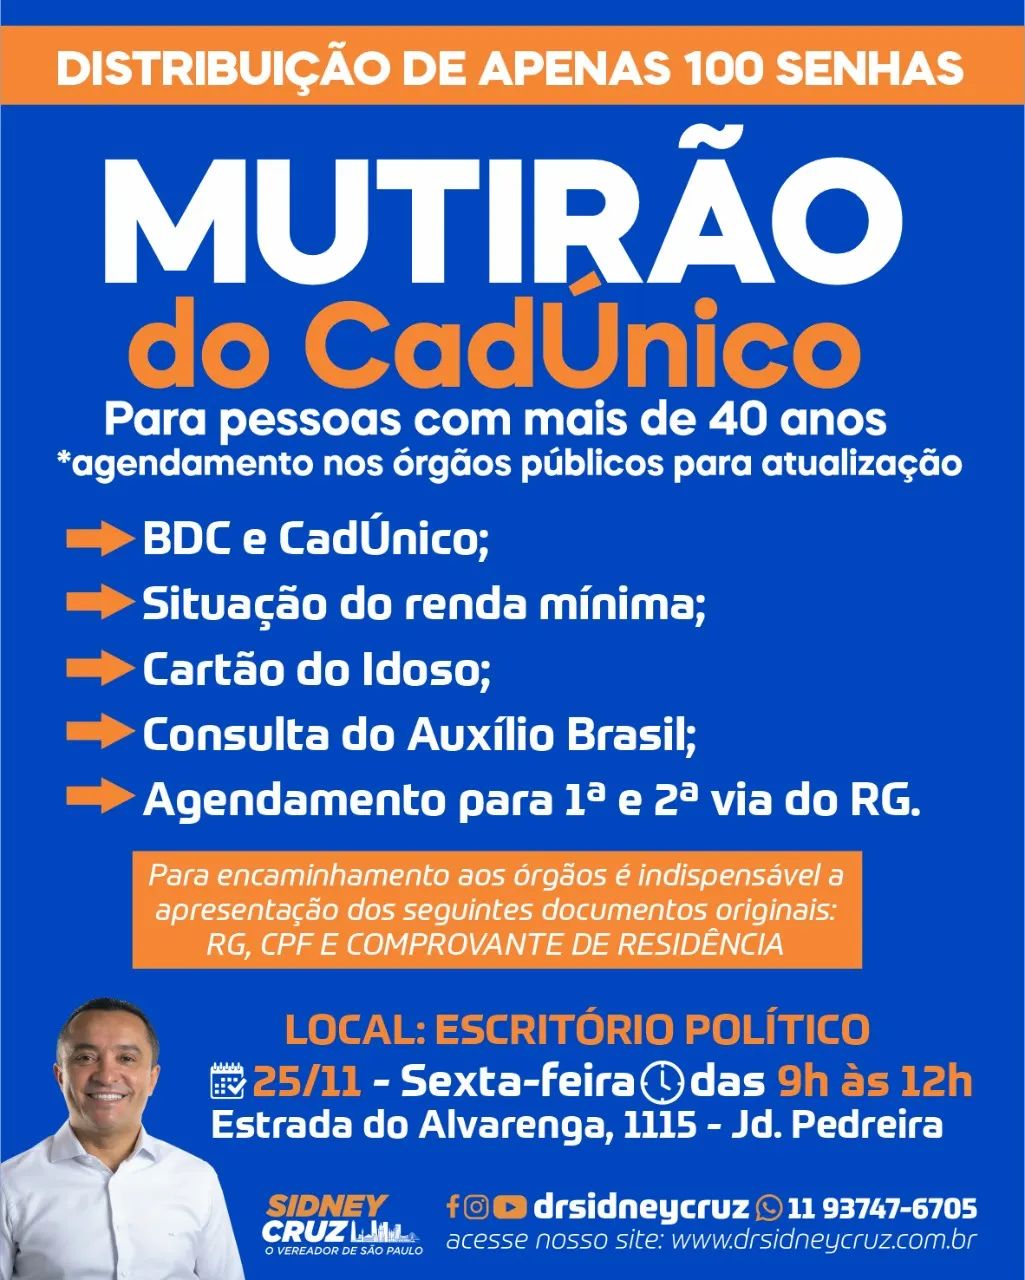 DISTRIBUIÇÃO DE APENAS 100 SENHAS
MUTIRÃO
do CadÚnico
Para pessoas com mais de 40 anos
*agendamento nos órgãos públicos para atualização
BDC e CadÚnico;
Situação do renda mínima;
Cartão do Idoso;
Consulta do Auxílio Brasil;
Agendamento para 1ª e 2ª via do RG.
Para encaminhamento aos órgãos é indispensável a
apresentação dos seguintes documentos originais:
RG, CPF E COMPROVANTE DE RESIDÊNCIA
LOCAL: ESCRITÓRIO POLÍTICO
25/11 - Sexta-feira das 9h às 12h
Estrada do Alvarenga, 1115 - Jd. Pedreira
SIDNEY
CRUZ
O VEREADOR DE SÃO PAULO
drsidneycruz 11 93747-6705
acesse nosso site: www.drsidneycruz.com.br